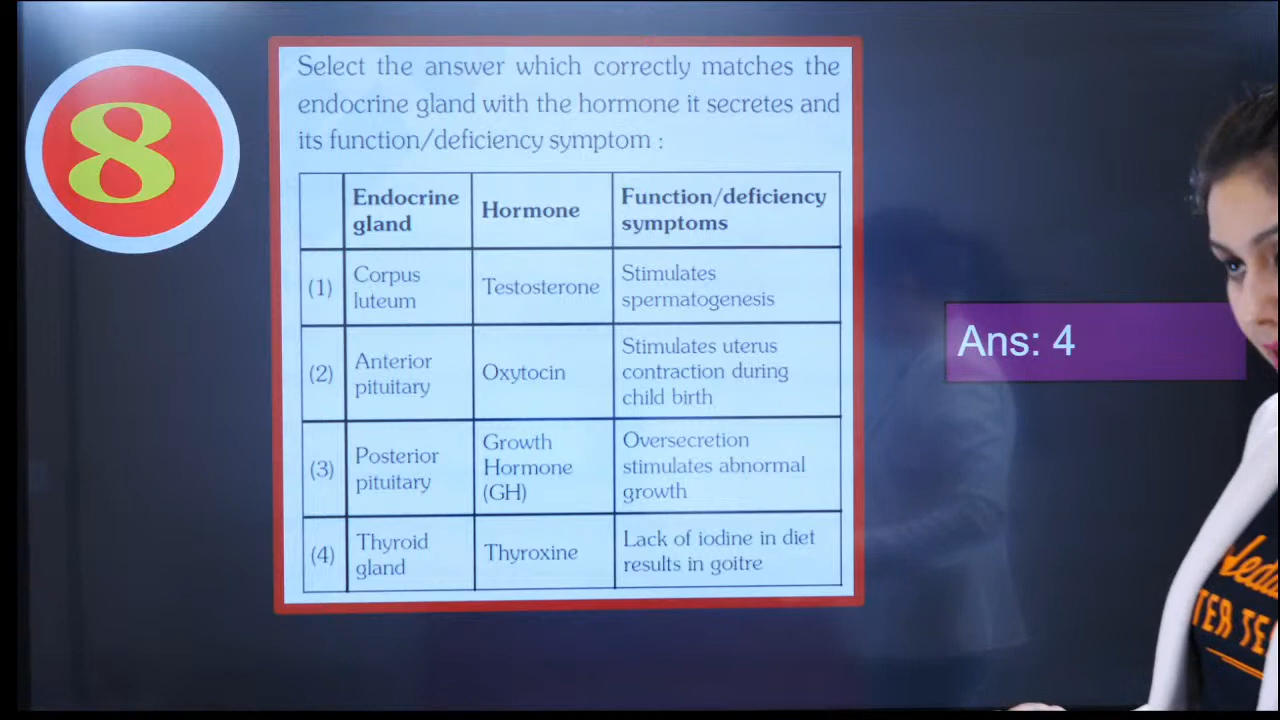 8
Select the answer which correctly matches the
endocrine gland with the hormone it secretes and
its function/deficiency symptom :
Endocrine gland Hormone Function/deficiency symptoms
(1) Corpus luteum Testosterone Stimulates spermatogenesis
(2) Anterior pituitary Oxytocin Stimulates uterus contraction during child birth
(3) Posterior pituitary Growth Hormone (GH) Oversecretion stimulates abnormal growth
(4) Thyroid gland Thyroxine Lack of iodine in diet results in goitre
Ans: 4